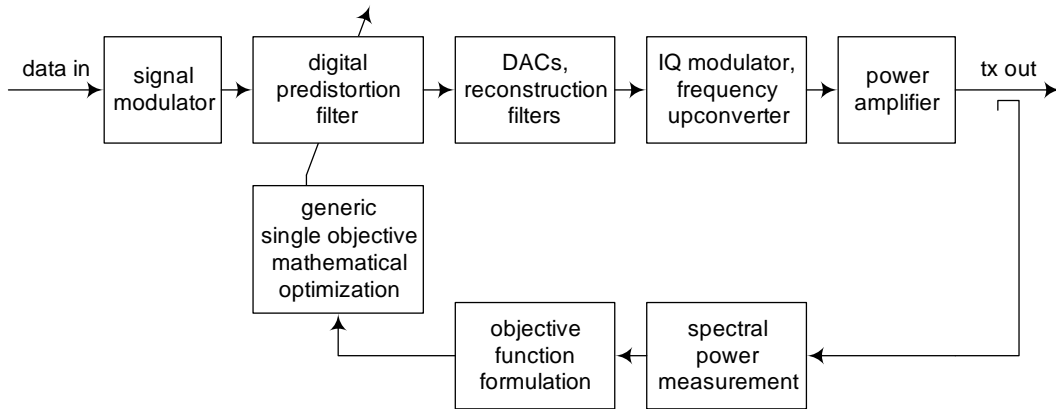 data in
signal
modulator
digital
predistortion
filter
DACs,
reconstruction
filters
IQ modulator,
frequency
upconverter
power
amplifier
tx out
generic
single objective
mathematical
optimization
objective
function
formulation
spectral
power
measurement